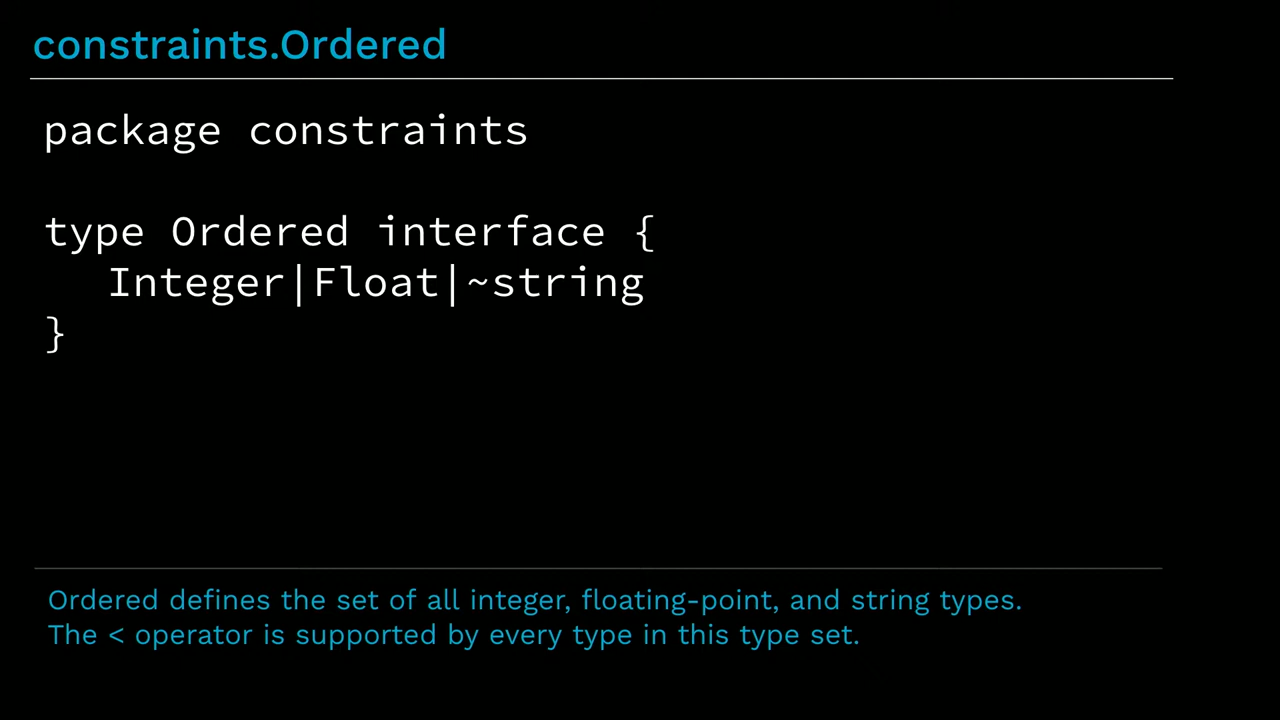 constraints.Ordered
package constraints
type Ordered interface {
Integer|Float|~string
}
Ordered defines the set of all integer, floating-point, and string types.
The < operator is supported by every type in this type set.